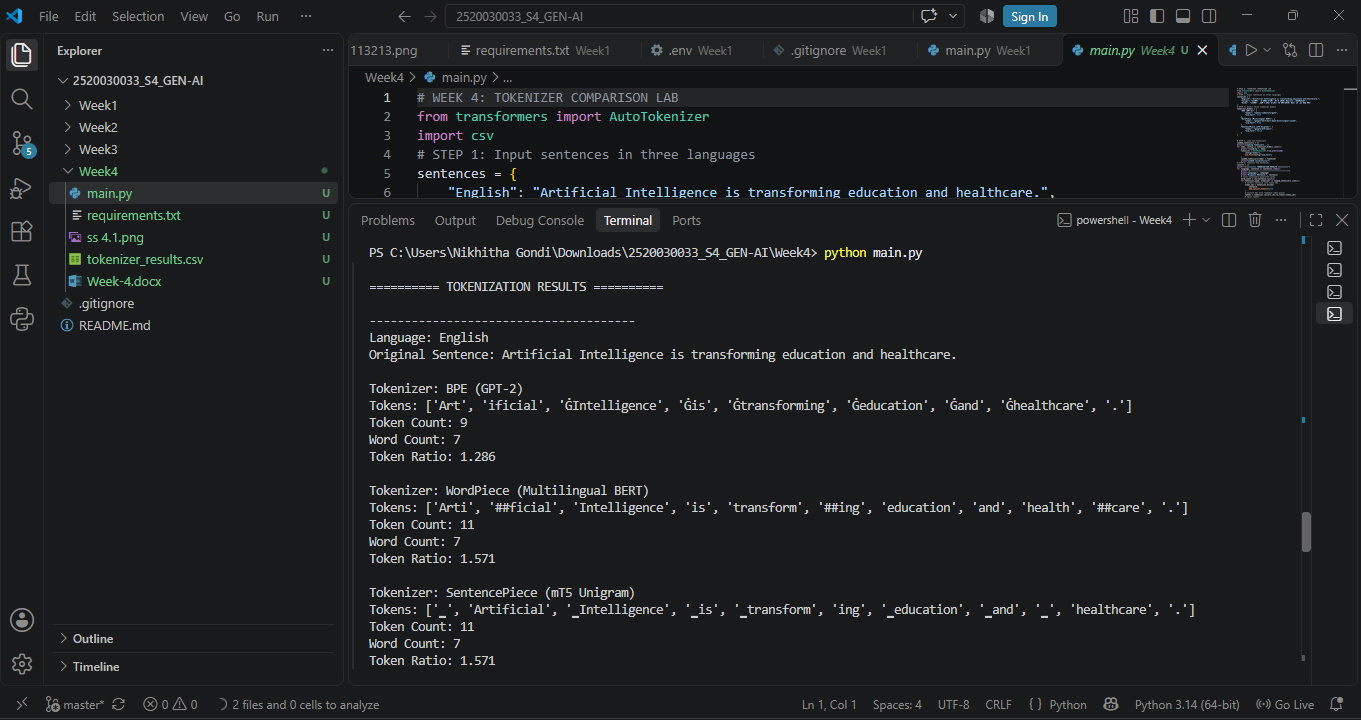 File Edit Selection View Go Run ··· ← → 2520030033_S4_GEN-AI Sign In
Explorer ···
2520030033_S4_GEN-AI
Week1
Week2
Week3
Week4
main.py U
requirements.txt U
ss 4.1.png U
tokenizer_results.csv U
Week-4.docx U
.gitignore
README.md
Outline
Timeline
5
113213.png requirements.txt Week1 .env Week1 .gitignore Week1 main.py Week1 main.py Week4 U ···
Week4 > main.py > ...
1 # WEEK 4: TOKENIZER COMPARISON LAB
2 from transformers import AutoTokenizer
3 import csv
4 # STEP 1: Input sentences in three languages
5 sentences = {
6 "English": "Artificial Intelligence is transforming education and healthcare.",
Problems Output Debug Console Terminal Ports powershell - Week4 ···
PS C:\Users\Nikhitha Gondi\Downloads\2520030033_S4_GEN-AI\Week4> python main.py
========== TOKENIZATION RESULTS ==========
--------------------------------------
Language: English
Original Sentence: Artificial Intelligence is transforming education and healthcare.
Tokenizer: BPE (GPT-2)
Tokens: ['Art', 'ificial', 'ĠIntelligence', 'Ġis', 'Ġtransforming', 'Ġeducation', 'Ġand', 'Ġhealthcare', '.']
Token Count: 9
Word Count: 7
Token Ratio: 1.286
Tokenizer: WordPiece (Multilingual BERT)
Tokens: ['Arti', '##ficial', 'Intelligence', 'is', 'transform', '##ing', 'education', 'and', 'health', '##care', '.']
Token Count: 11
Word Count: 7
Token Ratio: 1.571
Tokenizer: SentencePiece (mT5 Unigram)
Tokens: ['▁', 'Artificial', '▁Intelligence', '▁is', '▁transform', 'ing', '▁education', '▁and', '▁', 'healthcare', '.']
Token Count: 11
Word Count: 7
Token Ratio: 1.571
master* 0 0 2 files and 0 cells to analyze Ln 1, Col 1 Spaces: 4 UTF-8 CRLF { } Python Python 3.14 (64-bit) Go Live